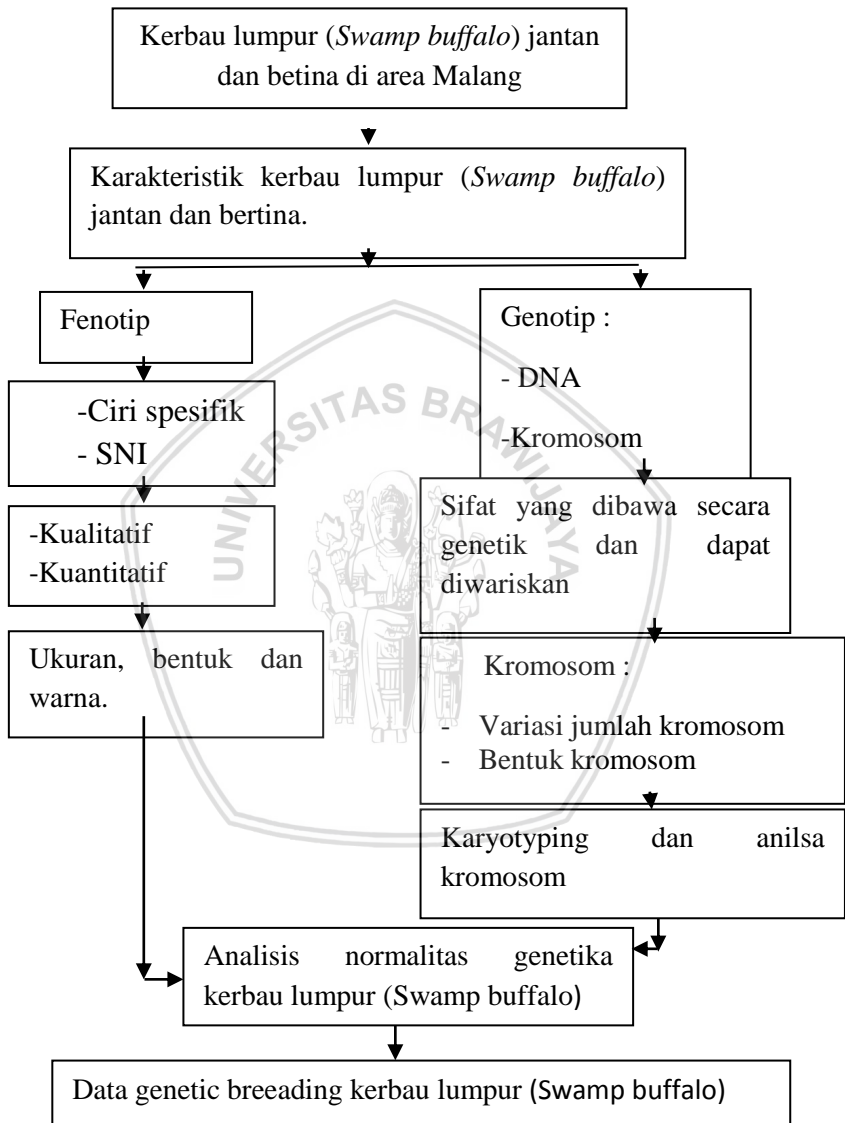 Kerbau lumpur (Swamp buffalo) jantan
dan betina di area Malang
Karakteristik kerbau lumpur (Swamp buffalo)
jantan dan bertina.
Fenotip
-Ciri spesifik
- SNI
-Kualitatif
-Kuantitatif
Ukuran, bentuk dan
warna.
Genotip :
- DNA
-Kromosom
Sifat yang dibawa secara
genetik dan dapat
diwariskan
Kromosom :
- Variasi jumlah kromosom
- Bentuk kromosom
Karyotyping dan anilsa
kromosom
Analisis normalitas genetika
kerbau lumpur (Swamp buffalo)
Data genetic breeading kerbau lumpur (Swamp buffalo)
UNIVERSITAS BRAWIJAYA